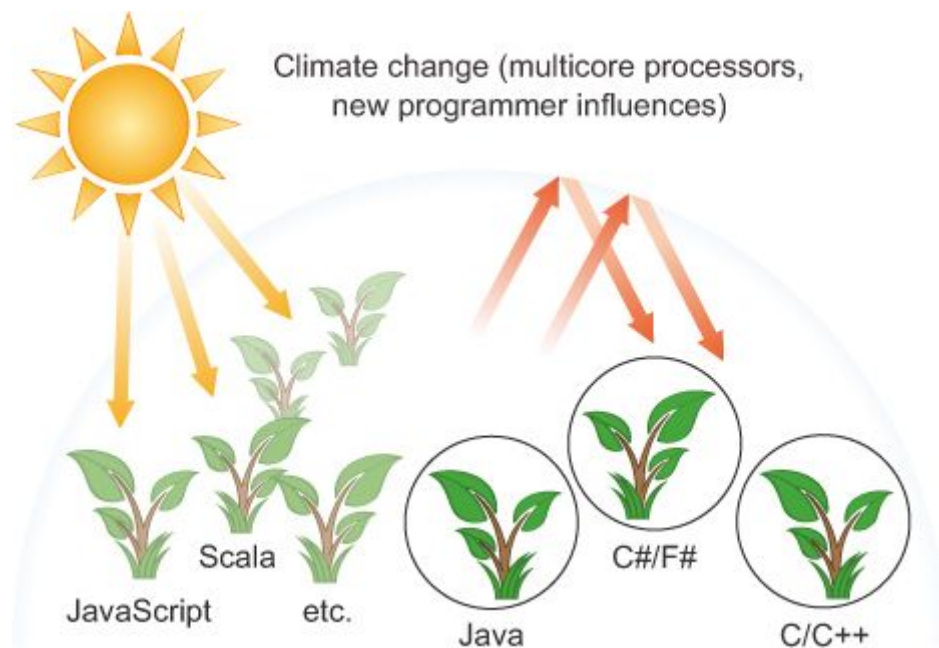 Climate change (multicore processors,
new programmer influences)
Scala
C#/F#
JavaScript
etc.
Java
C/C++